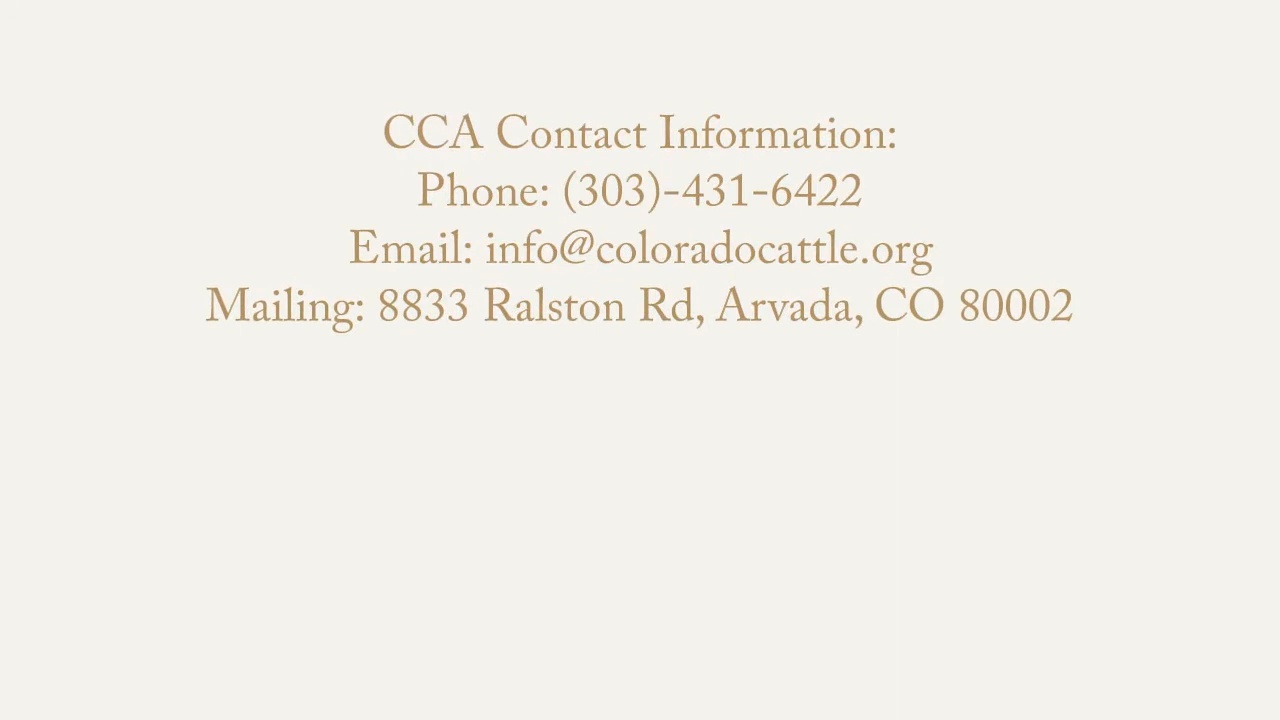 CCA Contact Information:
Phone: (303)-431-6422
Email: info@coloradocattle.org
Mailing: 8833 Ralston Rd, Arvada, CO 80002